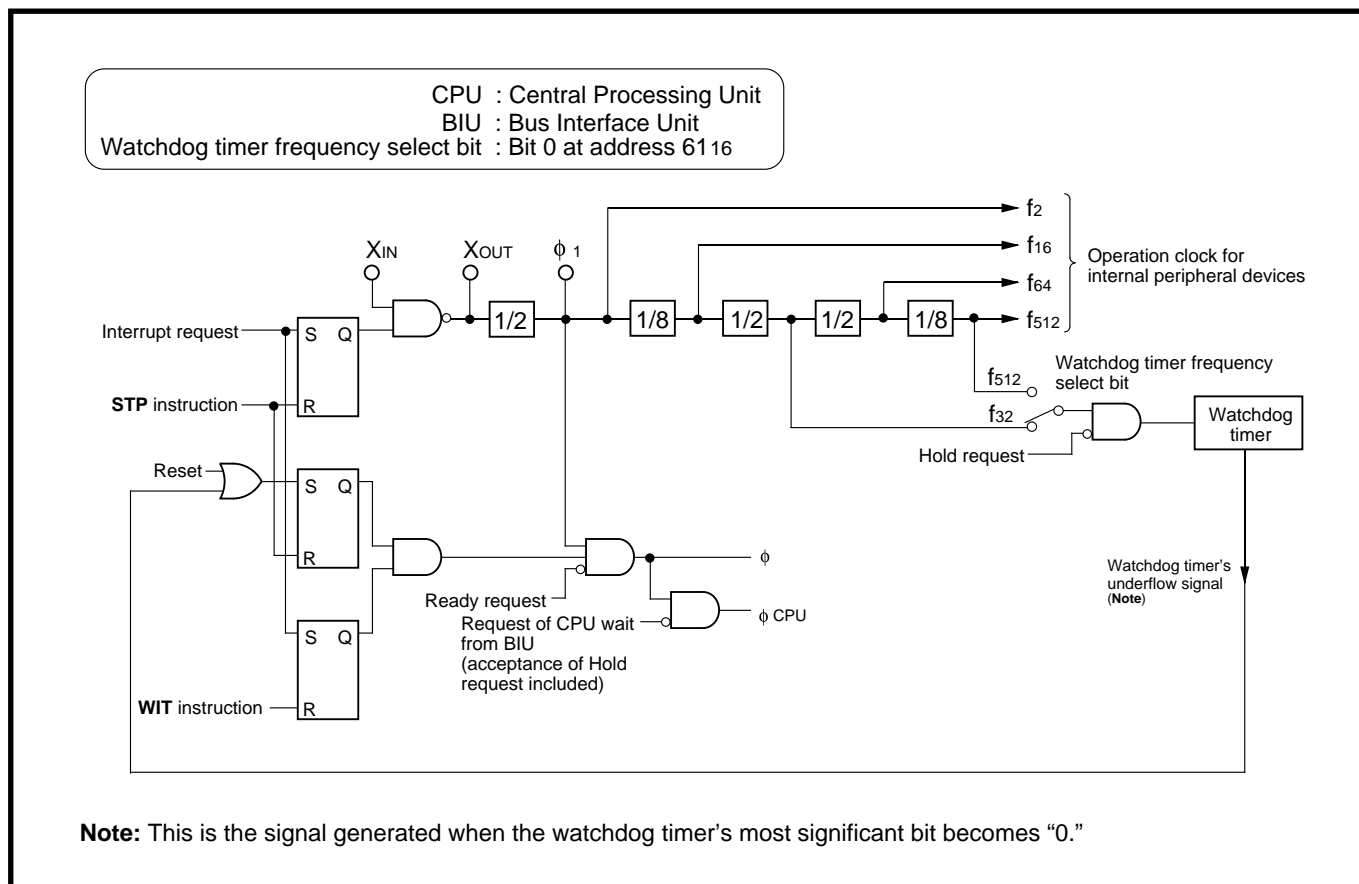 CPU : Central Processing Unit
BIU : Bus Interface Unit
Watchdog timer frequency select bit : Bit 0 at address 6116
f2
f16
f64
f512
Operation clock for
internal peripheral devices
XIN
XOUT
ϕ 1
1/2
1/8
1/2
1/2
1/8
Interrupt request
S Q
R
STP instruction
f512
Watchdog timer frequency
select bit
f32
Hold request
Watchdog
timer
Reset
S Q
R
Ready request
ϕ
Request of CPU wait
from BIU
(acceptance of Hold
request included)
ϕ CPU
Watchdog timer's
underflow signal
(Note)
S Q
R
WIT instruction
Note: This is the signal generated when the watchdog timer's most significant bit becomes “0.”